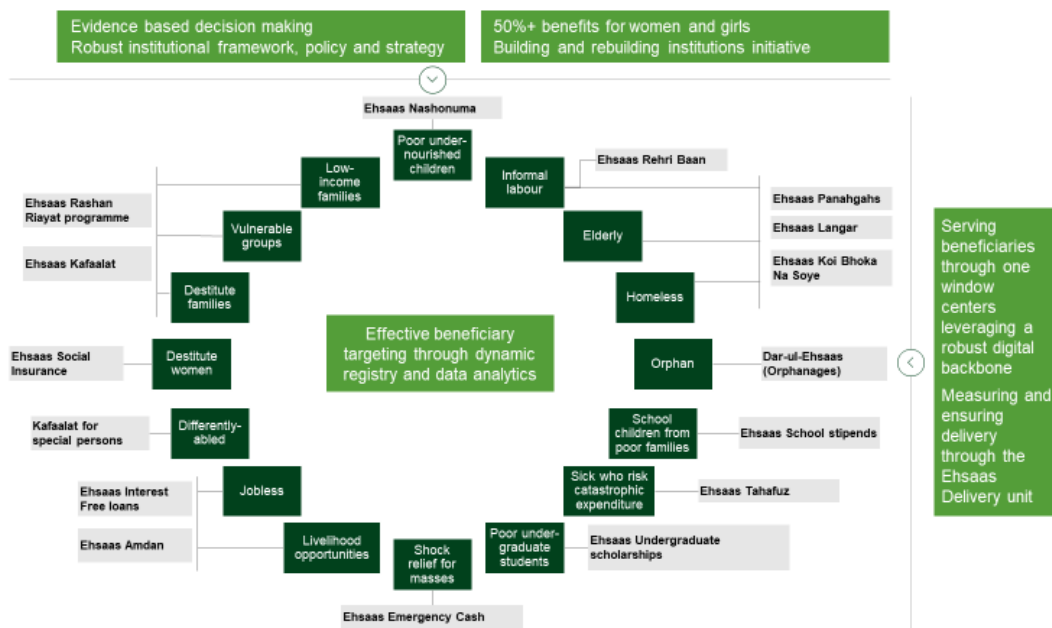 Evidence based decision making
Robust institutional framework, policy and strategy
50%+ benefits for women and girls
Building and rebuilding institutions initiative
Ehsaas Nashonuma
Poor under-
nourished
children
Low-
income
families
Informal
labour
Ehsaas Rehri Baan
Ehsaas Rashan
Riayat programme
Vulnerable
groups
Elderly
Ehsaas Panahgahs
Ehsaas Langar
Ehsaas Kafaalat
Ehsaas Koi Bhoka
Na Soye
Destitute
families
Homeless
Effective beneficiary
targeting through dynamic
registry and data analytics
Ehsaas Social
Insurance
Destitute
women
Orphan
Dar-ul-Ehsaas
(Orphanages)
Kafaalat for
special persons
Differently-
abled
School
children from
poor families
Ehsaas School stipends
Ehsaas Interest
Free loans
Jobless
Sick who risk
catastrophic
expenditure
Ehsaas Tahafuz
Ehsaas Amdan
Livelihood
opportunities
Shock
relief for
masses
Poor under-
graduate
students
Ehsaas Undergraduate
scholarships
Ehsaas Emergency Cash
Serving
beneficiaries
through one
window
centers
leveraging a
robust digital
backbone
Measuring and
ensuring
delivery
through the
Ehsaas
Delivery unit